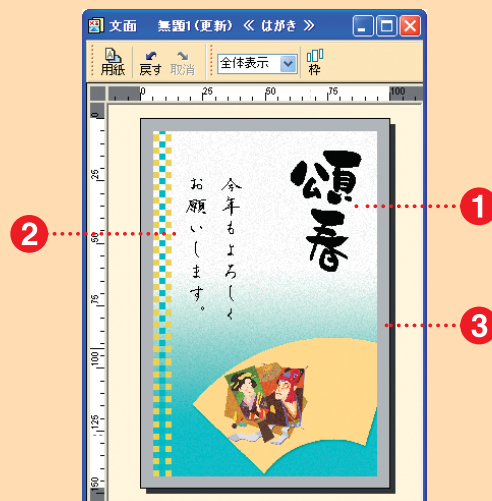 文面 無題1(更新) ≪ はがき ≫
用紙 戻す 取消 全体表示 枠
0 25 50 75 100
0
25
50
75
100
125
150
頌春
今年もよろしく
お願いします。
1
2
3